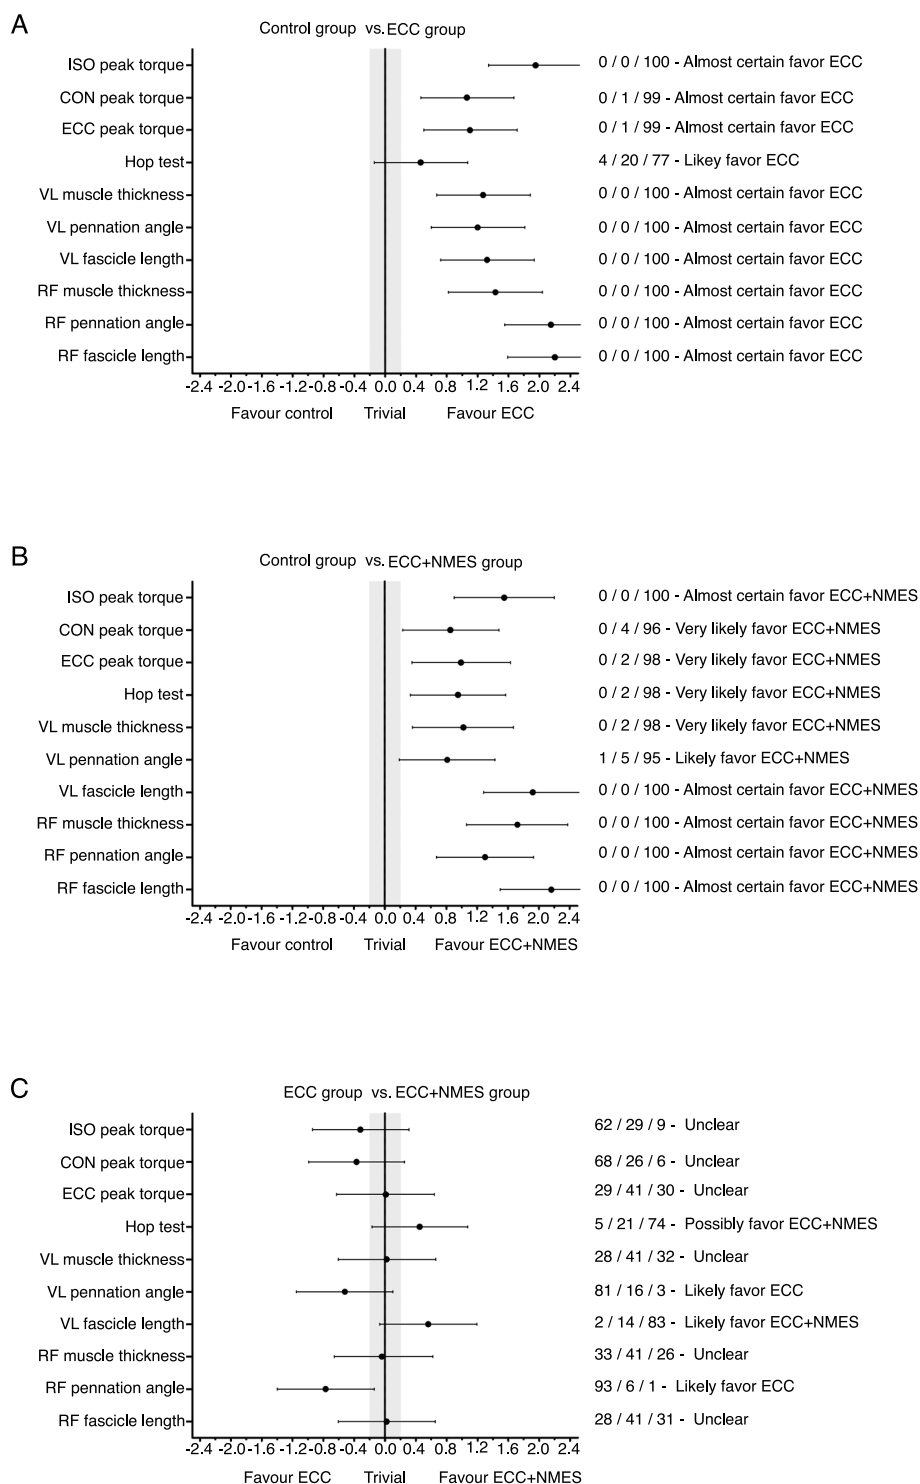 A
Control group vs. ECC group
ISO peak torque 0 / 0 / 100 - Almost certain favor ECC
CON peak torque 0 / 1 / 99 - Almost certain favor ECC
ECC peak torque 0 / 1 / 99 - Almost certain favor ECC
Hop test 4 / 20 / 77 - Likey favor ECC
VL muscle thickness 0 / 0 / 100 - Almost certain favor ECC
VL pennation angle 0 / 0 / 100 - Almost certain favor ECC
VL fascicle length 0 / 0 / 100 - Almost certain favor ECC
RF muscle thickness 0 / 0 / 100 - Almost certain favor ECC
RF pennation angle 0 / 0 / 100 - Almost certain favor ECC
RF fascicle length 0 / 0 / 100 - Almost certain favor ECC
-2.4 -2.0 -1.6 -1.2 -0.8 -0.4 0.0 0.4 0.8 1.2 1.6 2.0 2.4
Favour control Trivial Favour ECC
B
Control group vs. ECC+NMES group
ISO peak torque 0 / 0 / 100 - Almost certain favor ECC+NMES
CON peak torque 0 / 4 / 96 - Very likely favor ECC+NMES
ECC peak torque 0 / 2 / 98 - Very likely favor ECC+NMES
Hop test 0 / 2 / 98 - Very likely favor ECC+NMES
VL muscle thickness 0 / 2 / 98 - Very likely favor ECC+NMES
VL pennation angle 1 / 5 / 95 - Likely favor ECC+NMES
VL fascicle length 0 / 0 / 100 - Almost certain favor ECC+NMES
RF muscle thickness 0 / 0 / 100 - Almost certain favor ECC+NMES
RF pennation angle 0 / 0 / 100 - Almost certain favor ECC+NMES
RF fascicle length 0 / 0 / 100 - Almost certain favor ECC+NMES
-2.4 -2.0 -1.6 -1.2 -0.8 -0.4 0.0 0.4 0.8 1.2 1.6 2.0 2.4
Favour control Trivial Favour ECC+NMES
C
ECC group vs. ECC+NMES group
ISO peak torque 62 / 29 / 9 - Unclear
CON peak torque 68 / 26 / 6 - Unclear
ECC peak torque 29 / 41 / 30 - Unclear
Hop test 5 / 21 / 74 - Possibly favor ECC+NMES
VL muscle thickness 28 / 41 / 32 - Unclear
VL pennation angle 81 / 16 / 3 - Likely favor ECC
VL fascicle length 2 / 14 / 83 - Likely favor ECC+NMES
RF muscle thickness 33 / 41 / 26 - Unclear
RF pennation angle 93 / 6 / 1 - Likely favor ECC
RF fascicle length 28 / 41 / 31 - Unclear
-2.4 -2.0 -1.6 -1.2 -0.8 -0.4 0.0 0.4 0.8 1.2 1.6 2.0 2.4
Favour ECC Trivial Favour ECC+NMES